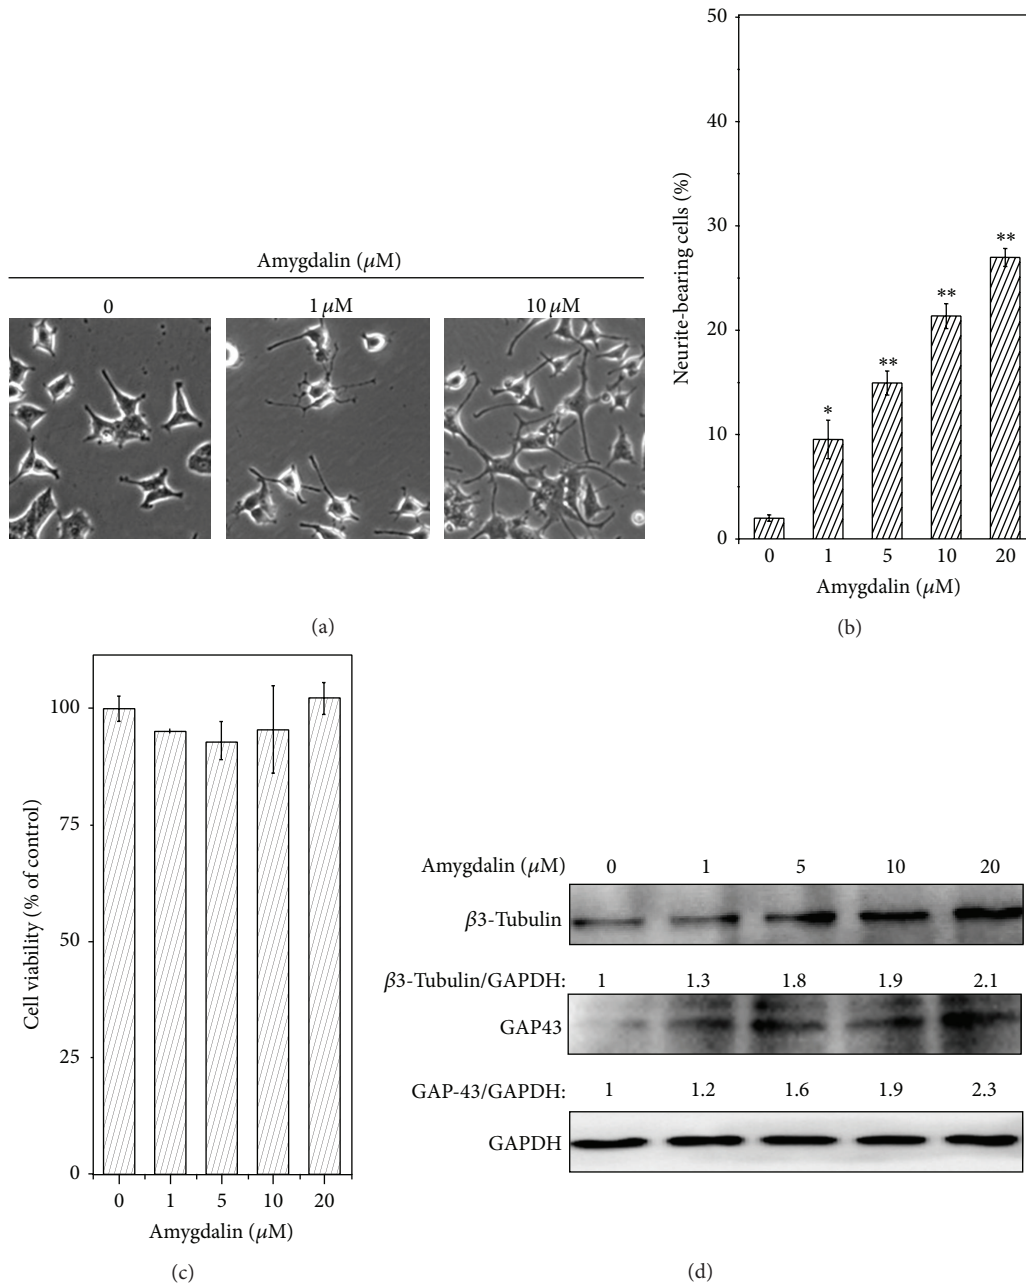 Amygdalin (μM)
0 1 μM 10 μM
(a)
50
40
30
20
10
0
Neurite-bearing cells (%)
*
**
**
**
0 1 5 10 20
Amygdalin (μM)
(b)
100
75
50
25
0
Cell viability (% of control)
0 1 5 10 20
Amygdalin (μM)
(c)
Amygdalin (μM) 0 1 5 10 20
β3-Tubulin
β3-Tubulin/GAPDH: 1 1.3 1.8 1.9 2.1
GAP43
GAP-43/GAPDH: 1 1.2 1.6 1.9 2.3
GAPDH
(d)